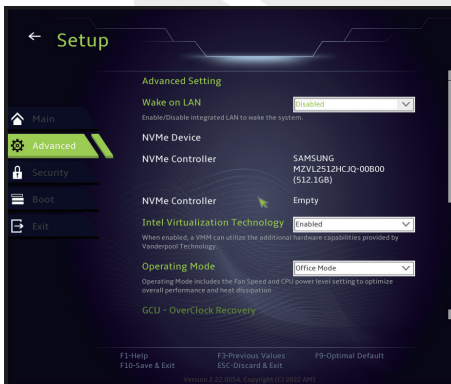 ← Setup
Advanced Setting
Wake on LAN
Disabled
Enable/Disable integrated LAN to wake the system.
NVMe Device
NVMe Controller
SAMSUNG
MZVL2512HCJQ-00B00
(512.1GB)
NVMe Controller
Empty
Intel Virtualization Technology
Enabled
When enabled, a VMM can utilize the additional hardware capabilities provided by
Vanderpool Technology.
Operating Mode
Office Mode
Operating Mode includes the Fan Speed and CPU power level setting to optimize
overall performance and heat dissipation
GCU - OverClock Recovery
Main
Advanced
Security
Boot
Exit
F1-Help
F3-Previous Values
F9-Optimal Default
F10-Save & Exit
ESC-Discard & Exit
Version 2.22.0054. Copyright (C) 2022 AMI